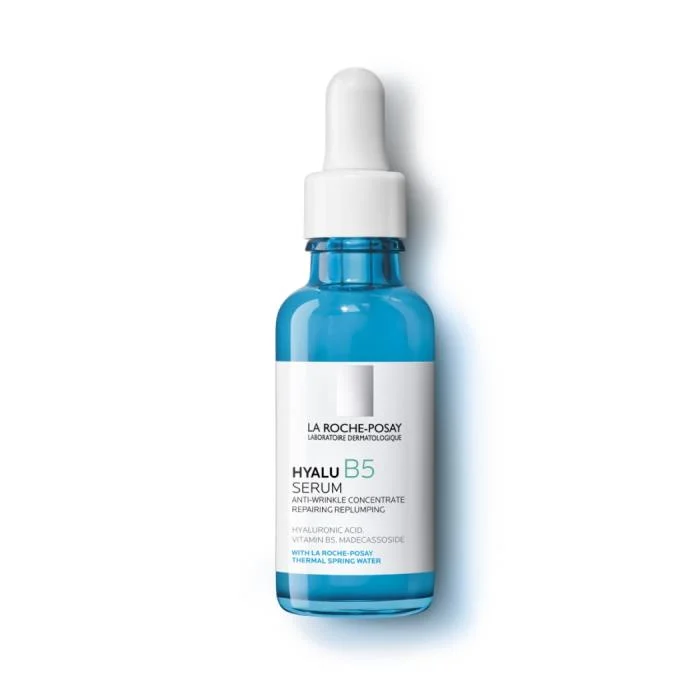 LA ROCHE-POSAY
LABORATOIRE DERMATOLOGIQUE
HYALU B5
SERUM
ANTI-WRINKLE CONCENTRATE
REPAIRING REPLUMPING
HYALURONIC ACID.
VITAMIN B5. MADECASSOSIDE
WITH LA ROCHE-POSAY
THERMAL SPRING WATER